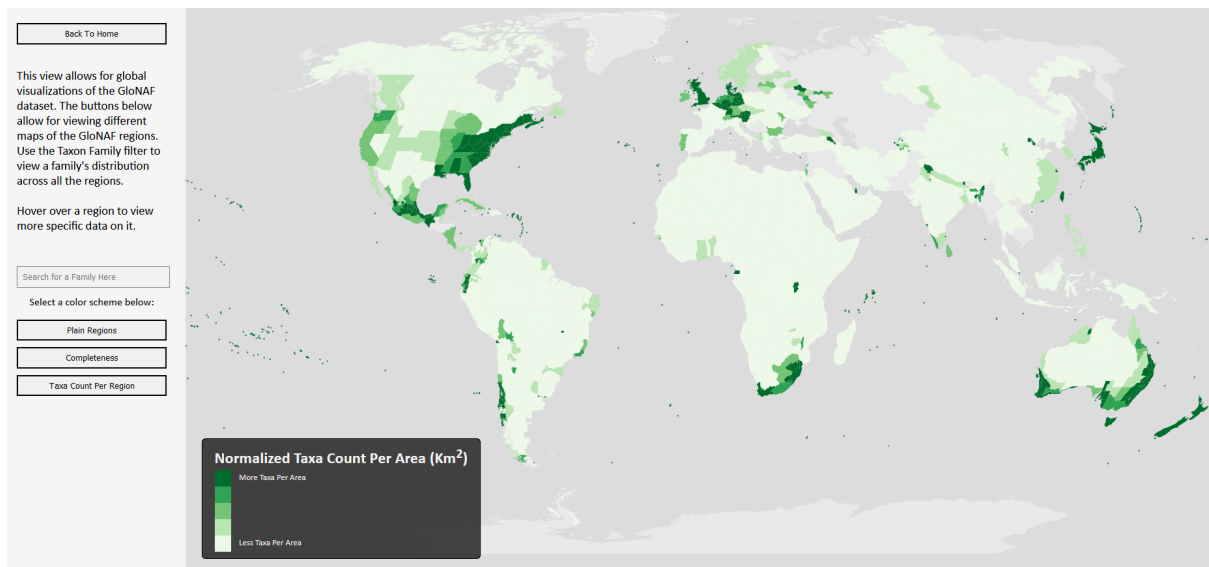 Back To Home
This view allows for global
visualizations of the GloNAF
dataset. The buttons below
allow for viewing different
maps of the GloNAF regions.
Use the Taxon Family filter to
view a family's distribution
across all the regions.
Hover over a region to view
more specific data on it.
Search for a Family Here
Select a color scheme below:
Plain Regions
Completeness
Taxa Count Per Region
Normalized Taxa Count Per Area (Km²)
More Taxa Per Area
Less Taxa Per Area